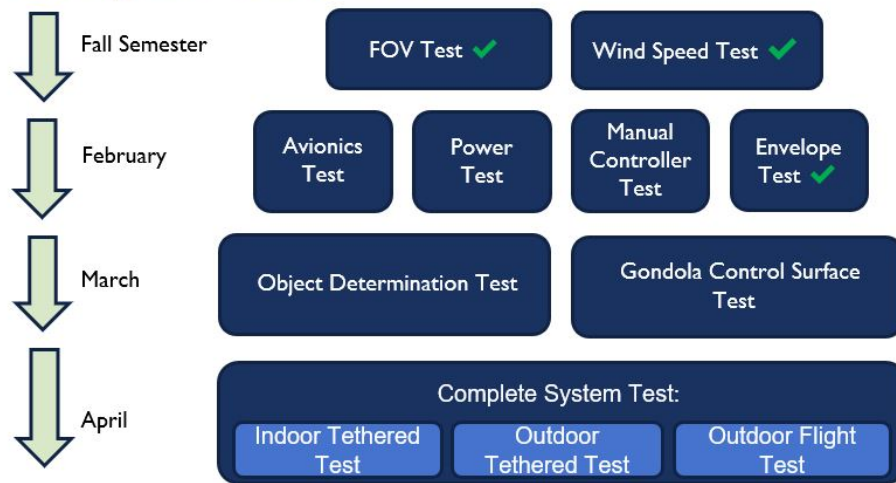 Fall Semester
FOV Test
Wind Speed Test
February
Avionics
Test
Power
Test
Manual
Controller
Test
Envelope
Test
March
Object Determination Test
Gondola Control Surface
Test
April
Complete System Test:
Indoor Tethered
Test
Outdoor
Tethered Test
Outdoor Flight
Test